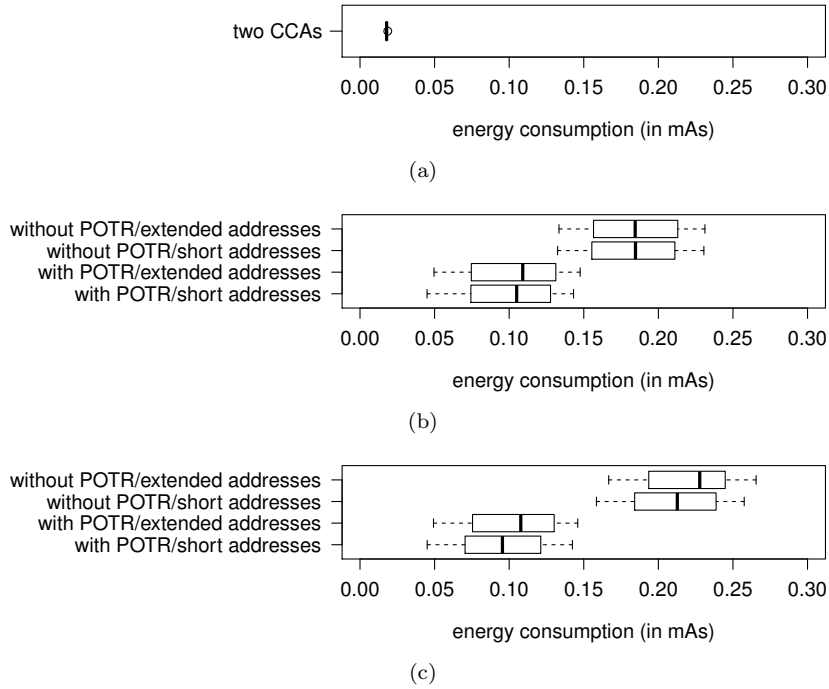 two CCAs
0.00 0.05 0.10 0.15 0.20 0.25 0.30
energy consumption (in mAs)
(a)
without POTR/extended addresses
without POTR/short addresses
with POTR/extended addresses
with POTR/short addresses
0.00 0.05 0.10 0.15 0.20 0.25 0.30
energy consumption (in mAs)
(b)
without POTR/extended addresses
without POTR/short addresses
with POTR/extended addresses
with POTR/short addresses
0.00 0.05 0.10 0.15 0.20 0.25 0.30
energy consumption (in mAs)
(c)